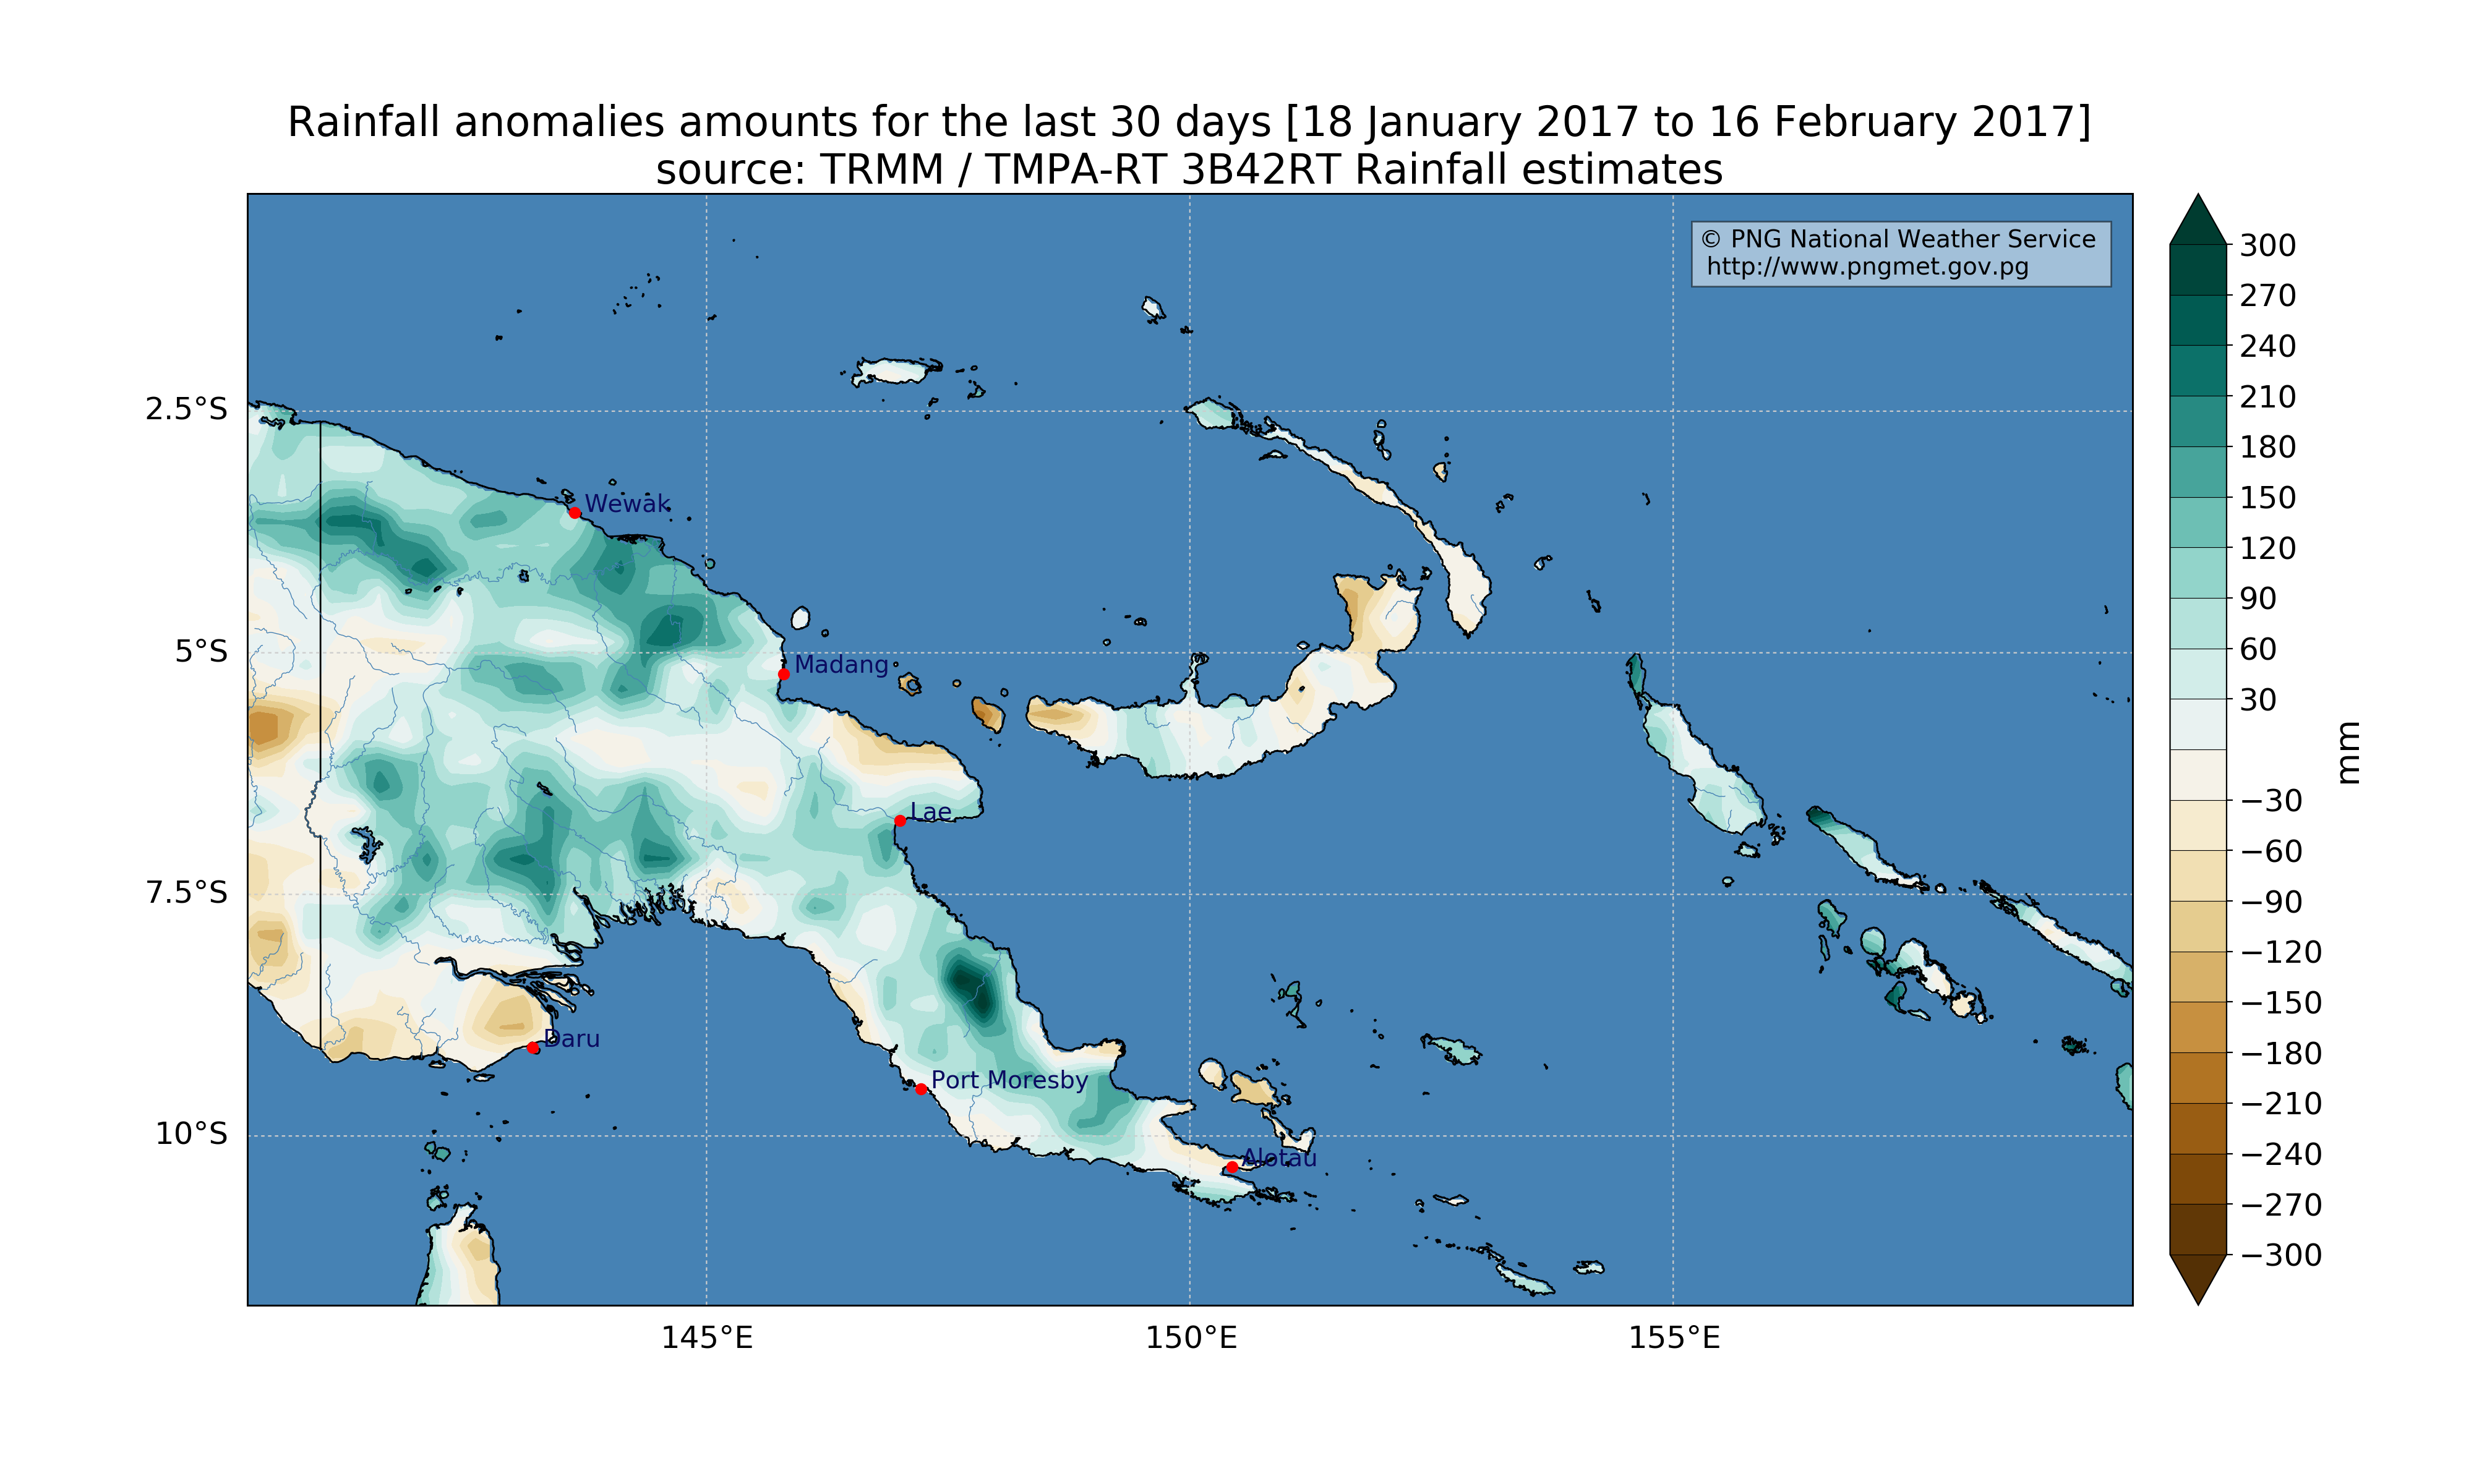 Rainfall anomalies amounts for the last 30 days [18 January 2017 to 16 February 2017]
source: TRMM / TMPA-RT 3B42RT Rainfall estimates
© PNG National Weather Service
http://www.pngmet.gov.pg
2.5°S
5°S
7.5°S
10°S
Wewak
Madang
Lae
Daru
Port Moresby
Alotau
145°E
150°E
155°E
300
270
240
210
180
150
120
90
60
30
−30
−60
−90
−120
−150
−180
−210
−240
−270
−300
mm